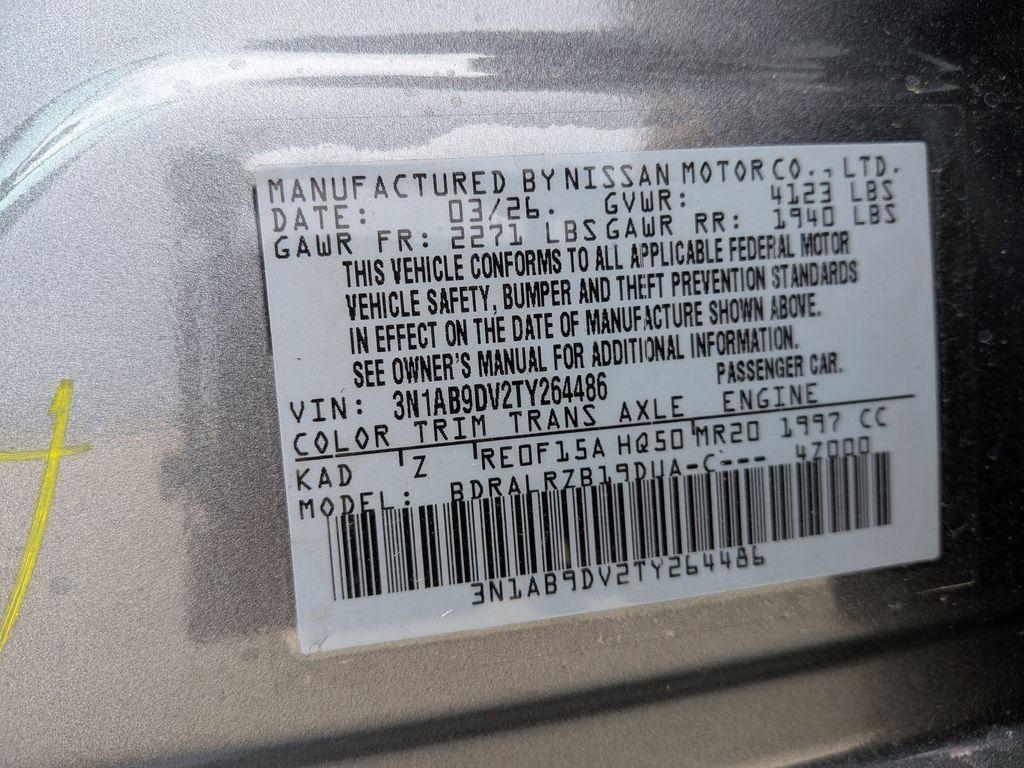 MANUFACTURED BY NISSAN MOTOR CO., LTD.
DATE: 03/26. GVWR: 4123 LBS
GAWR FR: 2271 LBS GAWR RR: 1940 LBS
THIS VEHICLE CONFORMS TO ALL APPLICABLE FEDERAL MOTOR
VEHICLE SAFETY, BUMPER AND THEFT PREVENTION STANDARDS
IN EFFECT ON THE DATE OF MANUFACTURE SHOWN ABOVE.
SEE OWNER'S MANUAL FOR ADDITIONAL INFORMATION.
VIN: 3N1AB9DV2TY264486 PASSENGER CAR.
COLOR TRIM TRANS AXLE ENGINE
KAD Z RE0F15A HQ50 MR20 1997 CC
MODEL: BDRALRZB19DUA-C--- 47000
3N1AB9DV2TY264486